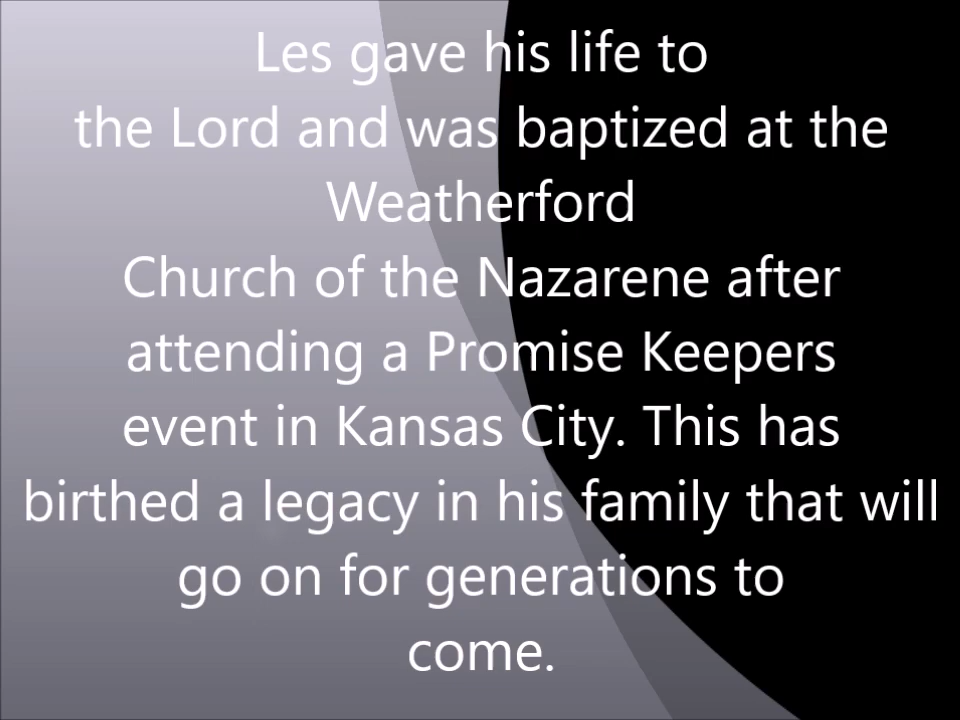 Les gave his life to
the Lord and was baptized at the
Weatherford
Church of the Nazarene after
attending a Promise Keepers
event in Kansas City. This has
birthed a legacy in his family that will
go on for generations to
come.